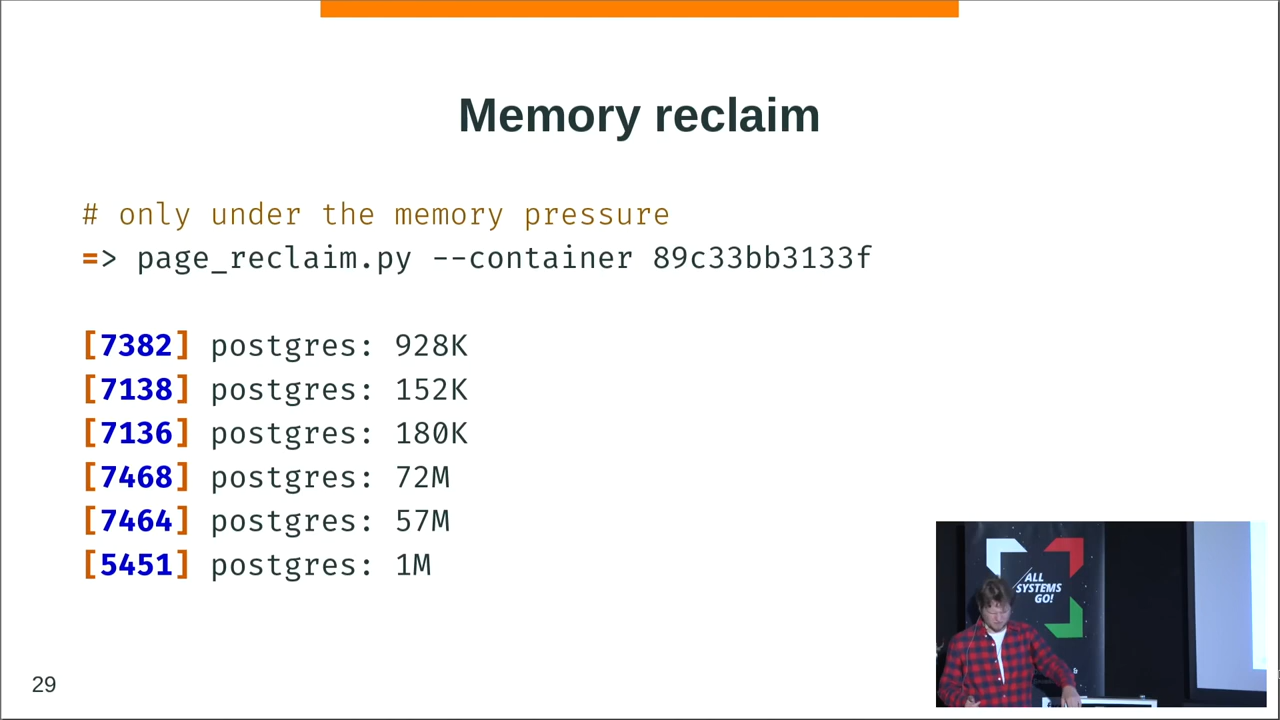 Memory reclaim
# only under the memory pressure
=> page_reclaim.py --container 89c33bb3133f
[7382] postgres: 928K
[7138] postgres: 152K
[7136] postgres: 180K
[7468] postgres: 72M
[7464] postgres: 57M
[5451] postgres: 1M
ALL
SYSTEMS
GO!
29